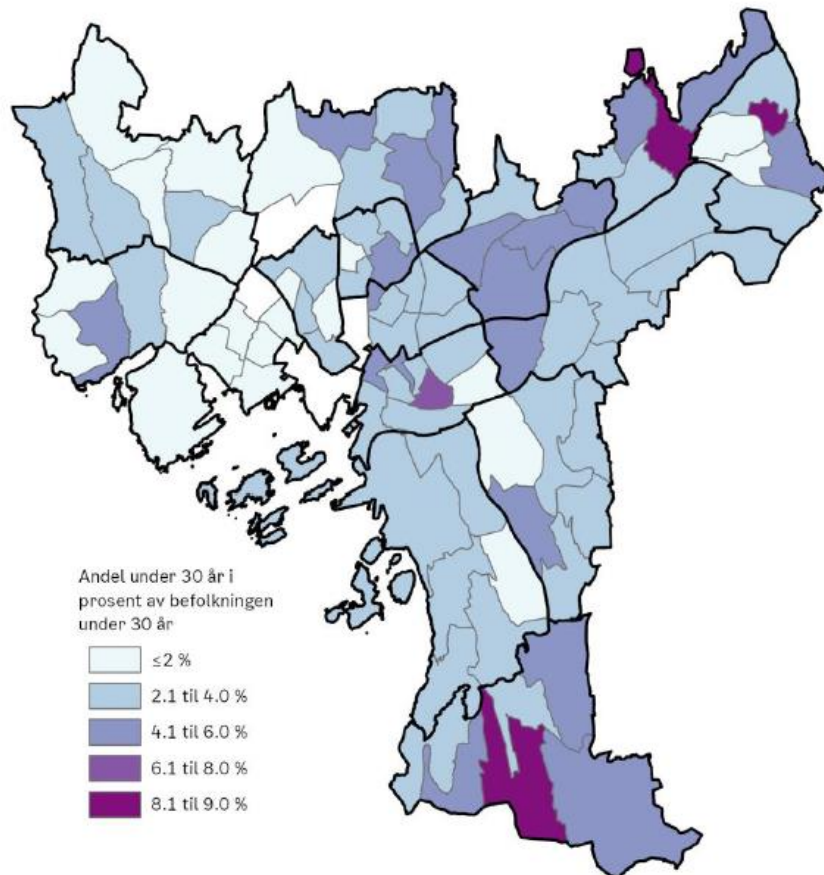 Andel under 30 år i
prosent av befolkningen
under 30 år
≤2 %
2.1 til 4.0 %
4.1 til 6.0 %
6.1 til 8.0 %
8.1 til 9.0 %